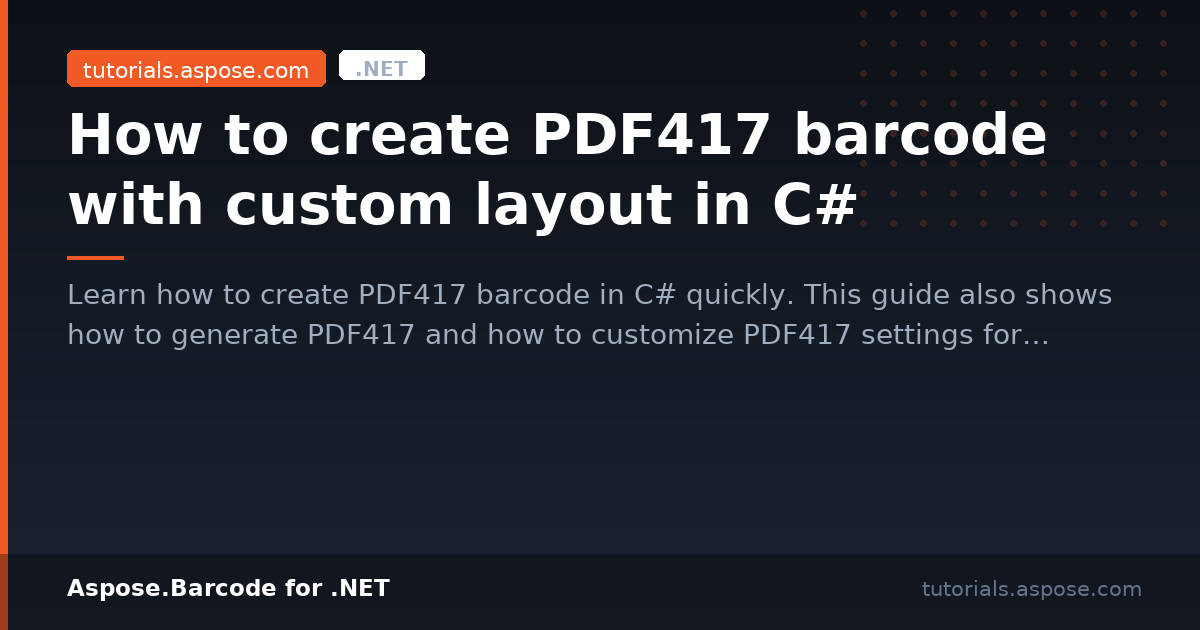 tutorials.aspose.com
.NET
How to create PDF417 barcode
with custom layout in C#
Learn how to create PDF417 barcode in C# quickly. This guide also shows
how to generate PDF417 and how to customize PDF417 settings for…
Aspose.Barcode for .NET
tutorials.aspose.com